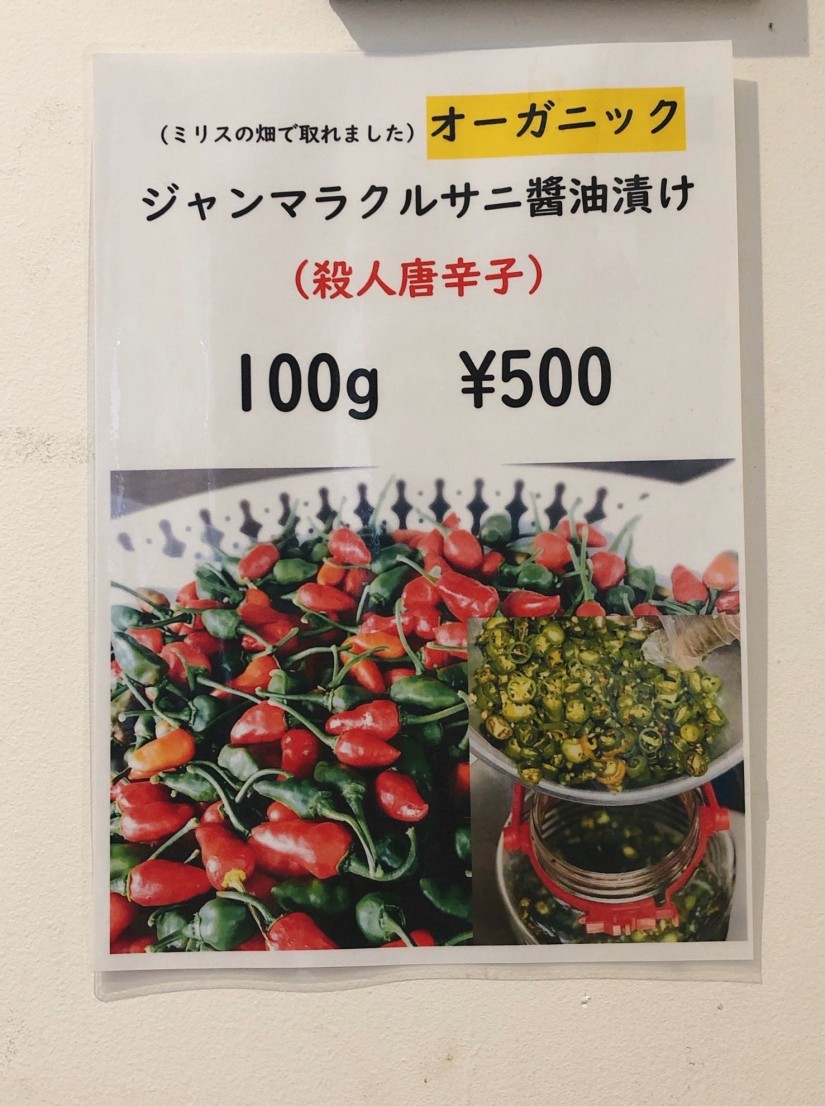 （ミリスの畑で取れました）オーガニック
ジャンマラクルサニ醬油漬け
（殺人唐辛子）
100g ¥500